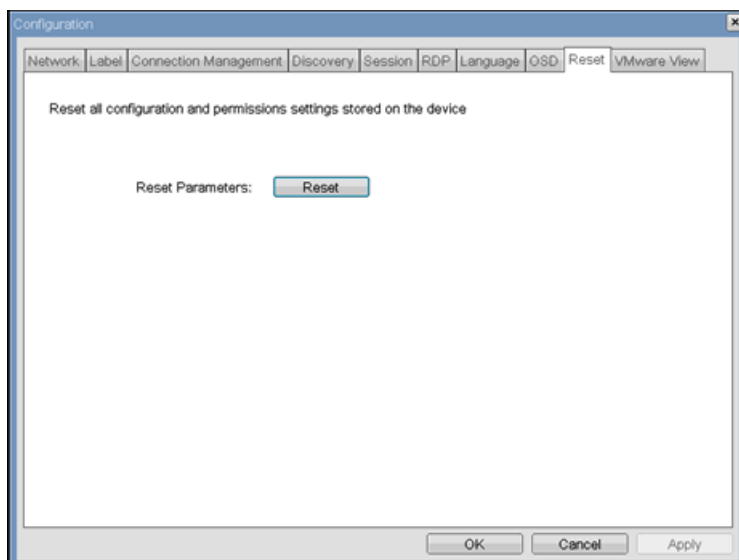 Configuration
Network Label Connection Management Discovery Session RDP Language OSD Reset VMware View
Reset all configuration and permissions settings stored on the device
Reset Parameters: Reset
OK Cancel Apply